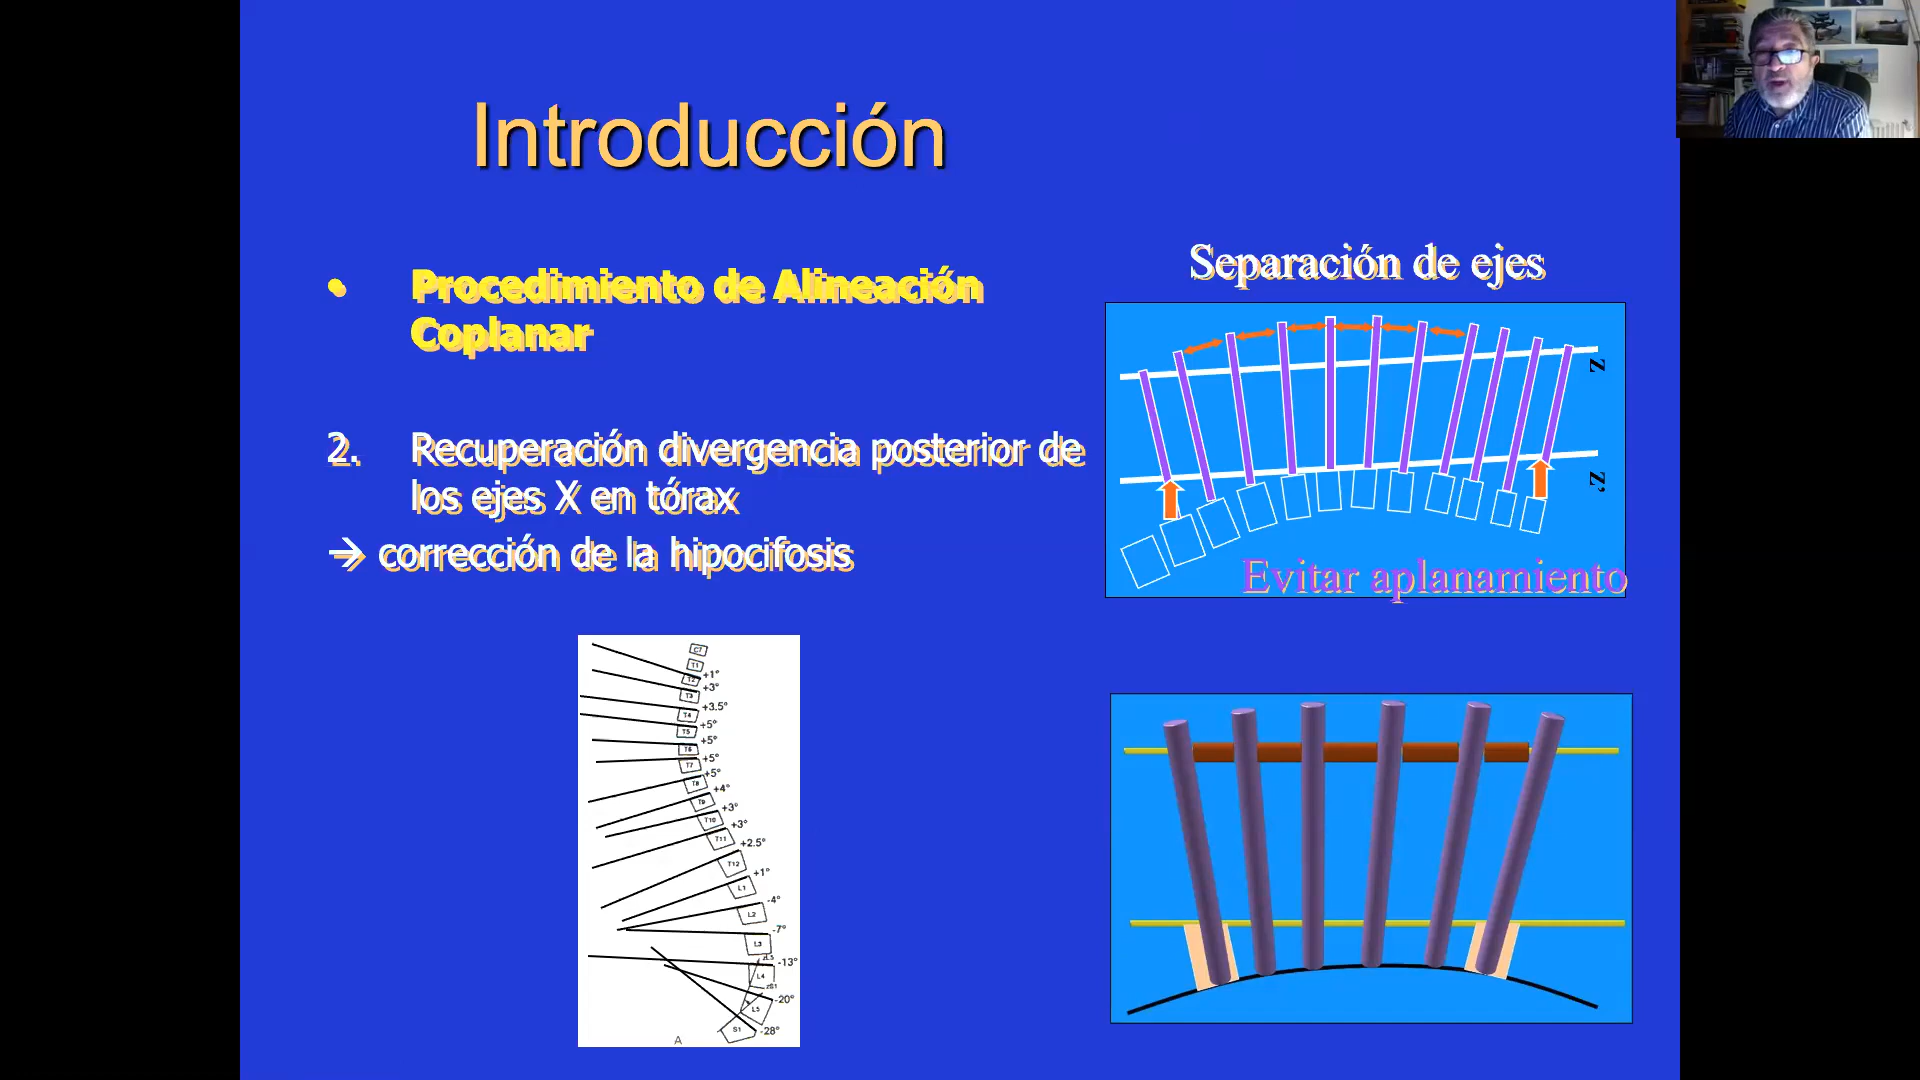 Introducción
• Procedimiento de Alineación
Coplanar
2. Recuperación divergencia posterior de
los ejes X en tórax
→ corrección de la hipocifosis
Separación de ejes
Z
Z'
Evitar aplanamiento
C7
T1
+1°
T2
+3°
T3
+3.5°
T4
+5°
T5
+5°
T6
+5°
T7
+5°
T8
+4°
T9
+3°
T10
+3°
T11
+2.5°
T12
+1°
L1
-4°
L2
-7°
L3
-13°
L4
-20°
L5
-28°
S1
A